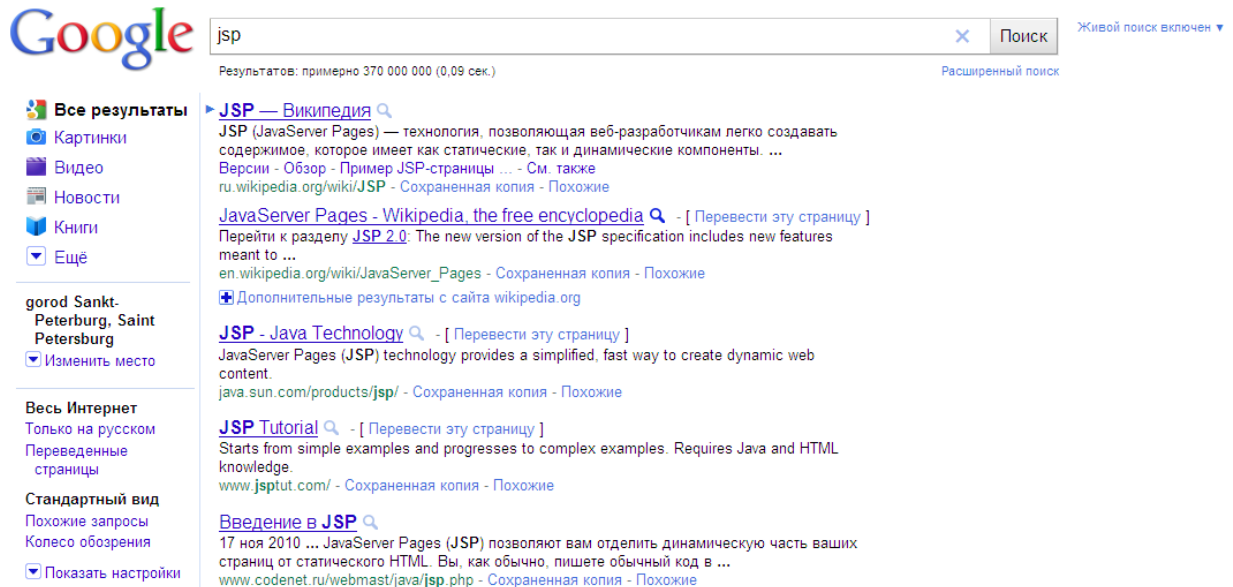 Google
jsp
Поиск
Живой поиск включен ▼
Результатов: примерно 370 000 000 (0,09 сек.)
Расширенный поиск
Все результаты
Картинки
Видео
Новости
Книги
Ещё
gorod Sankt-
Peterburg, Saint
Petersburg
Изменить место
Весь Интернет
Только на русском
Переведенные
страницы
Стандартный вид
Похожие запросы
Колесо обозрения
Показать настройки
JSP — Википедия
JSP (JavaServer Pages) — технология, позволяющая веб-разработчикам легко создавать
содержимое, которое имеет как статические, так и динамические компоненты. ...
Версии - Обзор - Пример JSP-страницы ... - См. также
ru.wikipedia.org/wiki/JSP - Сохраненная копия - Похожие
JavaServer Pages - Wikipedia, the free encyclopedia - [ Перевести эту страницу ]
Перейти к разделу JSP 2.0: The new version of the JSP specification includes new features
meant to ...
en.wikipedia.org/wiki/JavaServer_Pages - Сохраненная копия - Похожие
Дополнительные результаты с сайта wikipedia.org
JSP - Java Technology - [ Перевести эту страницу ]
JavaServer Pages (JSP) technology provides a simplified, fast way to create dynamic web
content.
java.sun.com/products/jsp/ - Сохраненная копия - Похожие
JSP Tutorial - [ Перевести эту страницу ]
Starts from simple examples and progresses to complex examples. Requires Java and HTML
knowledge.
www.jsptut.com/ - Сохраненная копия - Похожие
Введение в JSP
17 ноя 2010 ... JavaServer Pages (JSP) позволяют вам отделить динамическую часть ваших
страниц от статического HTML. Вы, как обычно, пишете обычный код в ...
www.codenet.ru/webmast/java/jsp.php - Сохраненная копия - Похожие